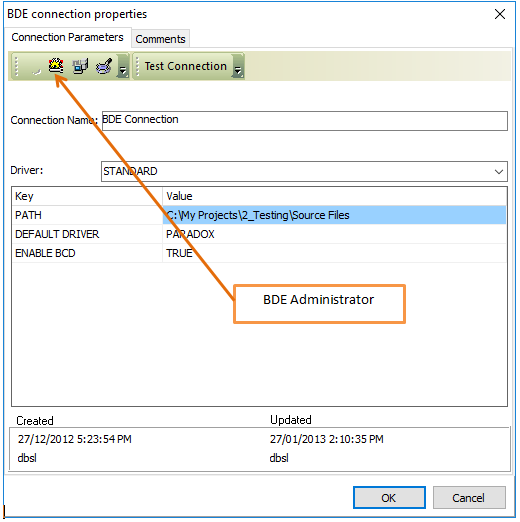 BDE connection properties
Connection Parameters Comments
Test Connection
Connection Name: BDE Connection
Driver: STANDARD
Key Value
PATH C:\My Projects\2_Testing\Source Files
DEFAULT DRIVER PARADOX
ENABLE BCD TRUE
BDE Administrator
Created Updated
27/12/2012 5:23:54 PM 27/01/2013 2:10:35 PM
dbsl dbsl
OK Cancel